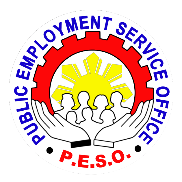 PUBLIC EMPLOYMENT SERVICE OFFICE
P.E.S.O.